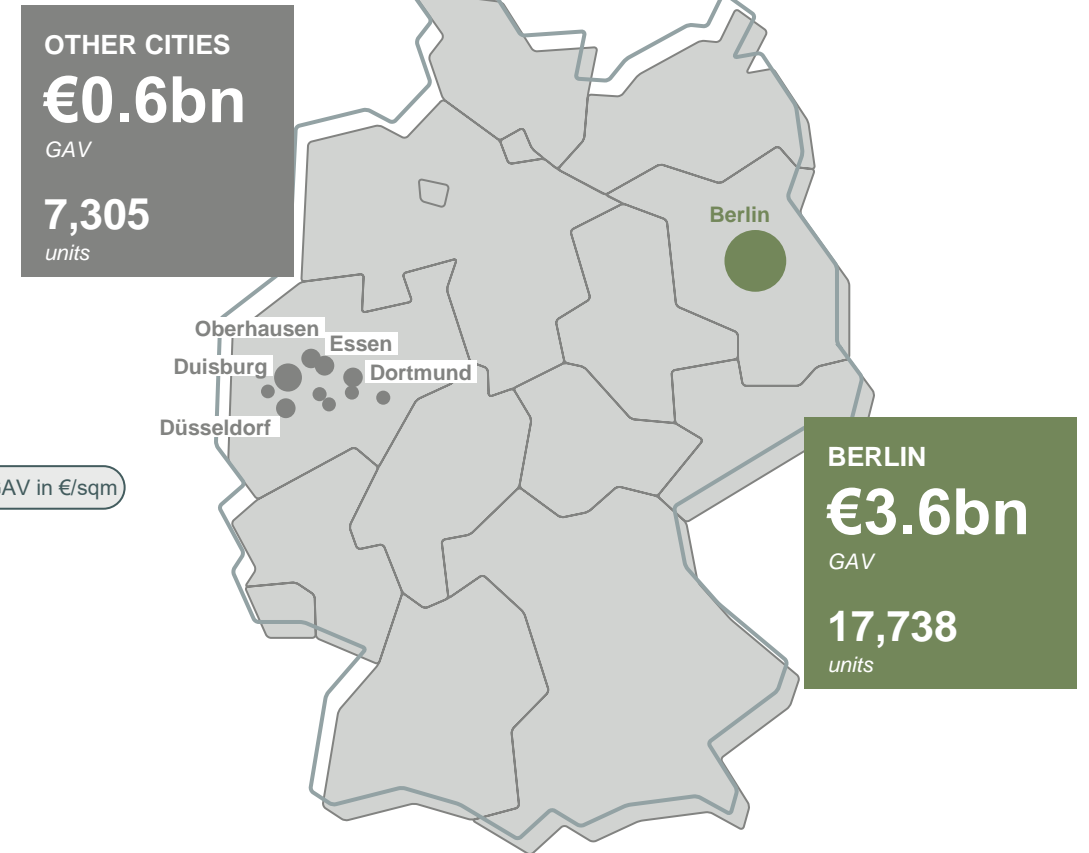 OTHER CITIES
€0.6bn
GAV
7,305
units
Berlin
Oberhausen
Essen
Duisburg
Dortmund
Düsseldorf
in €/sqm
BERLIN
€3.6bn
GAV
17,738
units